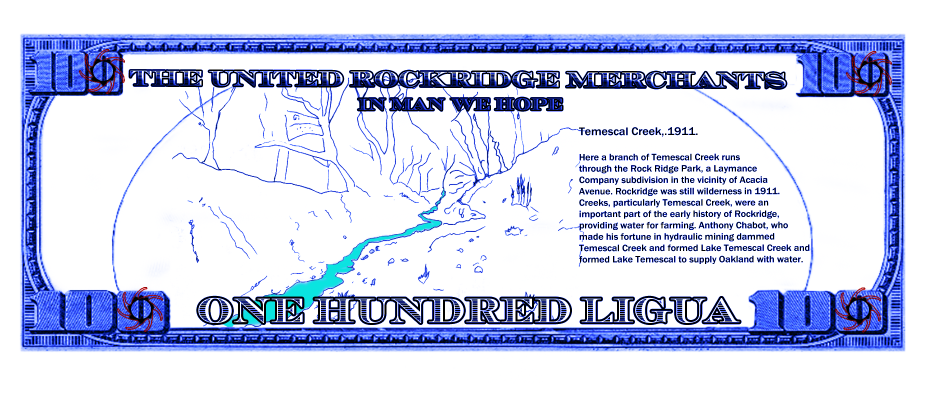 THE UNITED ROCKRIDGE MERCHANTS
IN MAN WE HOPE
Temescal Creek,.1911.
Here a branch of Temescal Creek runs
through the Rock Ridge Park, a Laymance
Company subdivision in the vicinity of Acacia
Avenue. Rockridge was still wilderness in 1911.
Creeks, particularly Temescal Creek, were an
important part of the early history of Rockridge,
providing water for farming. Anthony Chabot, who
made his fortune in hydraulic mining dammed
Temescal Creek and formed Lake Temescal Creek and
formed Lake Temescal to supply Oakland with water.
10 ONE HUNDRED LIGUA 10